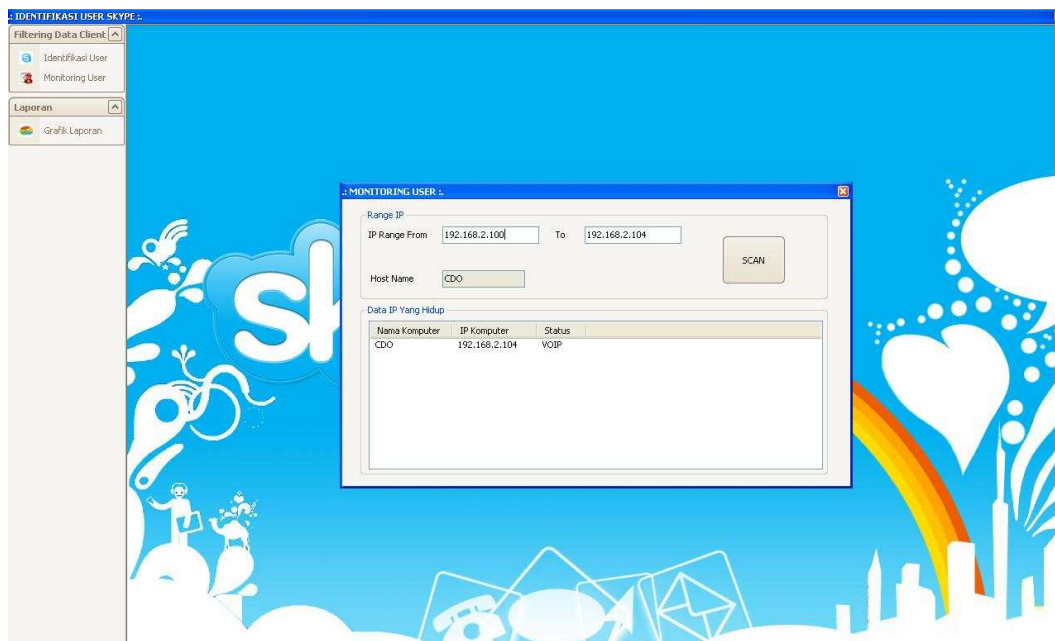 .: IDENTIFIKASI USER SKYPE :.
Filtering Data Client
Identifikasi User
Monitoring User
Laporan
Grafik Laporan
.: MONITORING USER :.
Range IP
IP Range From 192.168.2.100 To 192.168.2.104
SCAN
Host Name CDO
Data IP Yang Hidup
Nama Komputer IP Komputer Status
CDO 192.168.2.104 VOIP
sk